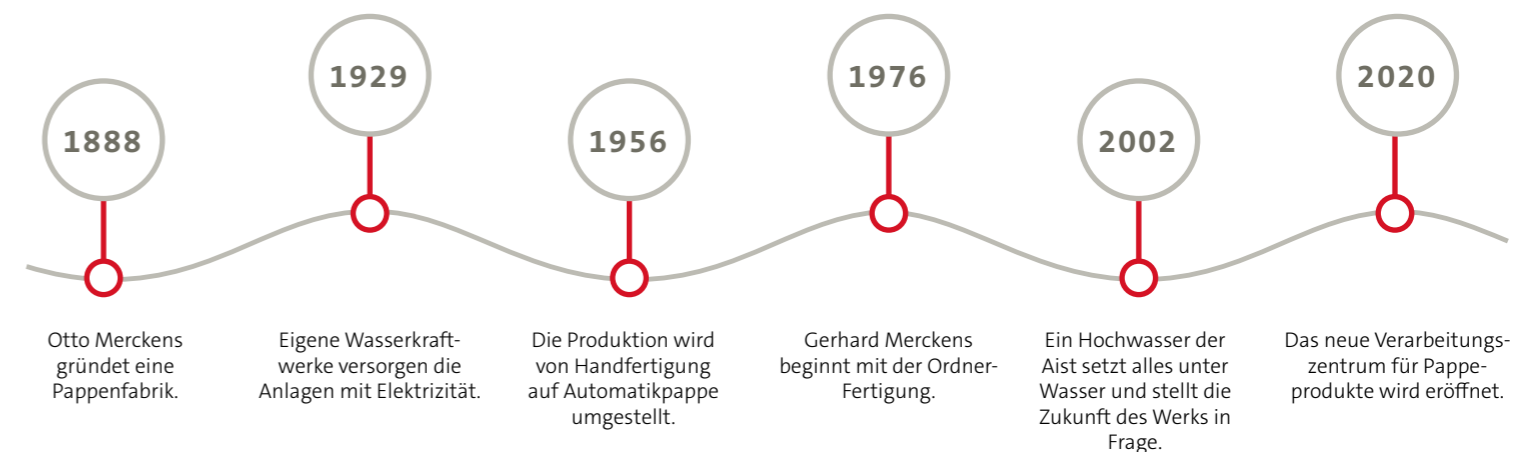 1888
Otto Merckens
gründet eine
Pappenfabrik.
1929
Eigene Wasserkraft-
werke versorgen die
Anlagen mit Elektrizität.
1956
Die Produktion wird
von Handfertigung
auf Automatikpappe
umgestellt.
1976
Gerhard Merckens
beginnt mit der Ordner-
Fertigung.
2002
Ein Hochwasser der
Aist setzt alles unter
Wasser und stellt die
Zukunft des Werks in
Frage.
2020
Das neue Verarbeitungs-
zentrum für Pappe-
produkte wird eröffnet.